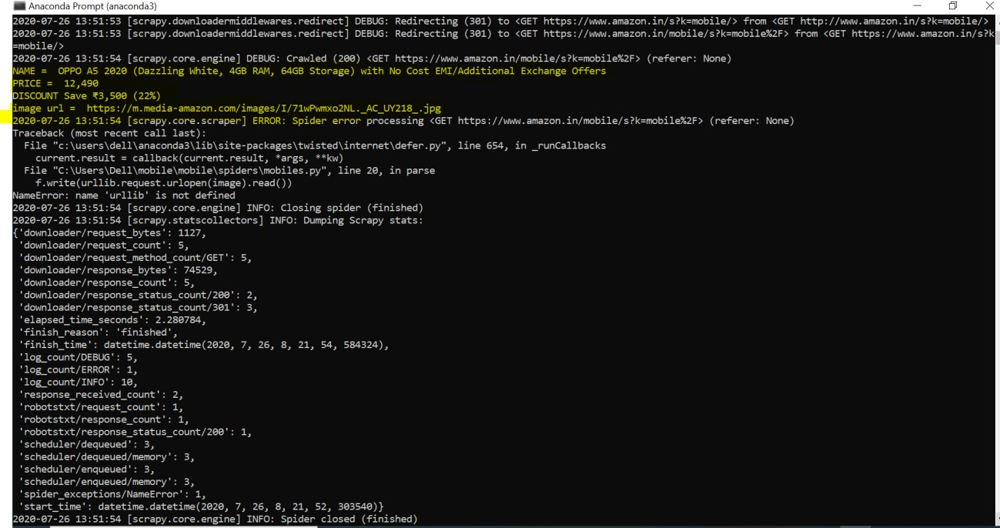 Anaconda Prompt (anaconda3)
2020-07-26 13:51:53 [scrapy.downloadermiddlewares.redirect] DEBUG: Redirecting (301) to <GET https://www.amazon.in/s?k=mobile/> from <GET http://www.amazon.in/s?k=mobile/>
2020-07-26 13:51:53 [scrapy.downloadermiddlewares.redirect] DEBUG: Redirecting (301) to <GET https://www.amazon.in/mobile/s?k=mobile%2F> from <GET https://www.amazon.in/s?k
=mobile/>
2020-07-26 13:51:54 [scrapy.core.engine] DEBUG: Crawled (200) <GET https://www.amazon.in/mobile/s?k=mobile%2F> (referer: None)
NAME =  OPPO A5 2020 (Dazzling White, 4GB RAM, 64GB Storage) with No Cost EMI/Additional Exchange Offers
PRICE =  12,490
DISCOUNT Save ₹3,500 (22%)
image url =  https://m.media-amazon.com/images/I/71wPwmxo2NL._AC_UY218_.jpg
2020-07-26 13:51:54 [scrapy.core.scraper] ERROR: Spider error processing <GET https://www.amazon.in/mobile/s?k=mobile%2F> (referer: None)
Traceback (most recent call last):
  File "c:\users\dell\anaconda3\lib\site-packages\twisted\internet\defer.py", line 654, in _runCallbacks
    current.result = callback(current.result, *args, **kw)
  File "C:\Users\Dell\mobile\mobile\spiders\mobiles.py", line 20, in parse
    f.write(urllib.request.urlopen(image).read())
NameError: name 'urllib' is not defined
2020-07-26 13:51:54 [scrapy.core.engine] INFO: Closing spider (finished)
2020-07-26 13:51:54 [scrapy.statscollectors] INFO: Dumping Scrapy stats:
{'downloader/request_bytes': 1127,
 'downloader/request_count': 5,
 'downloader/request_method_count/GET': 5,
 'downloader/response_bytes': 74529,
 'downloader/response_count': 5,
 'downloader/response_status_count/200': 2,
 'downloader/response_status_count/301': 3,
 'elapsed_time_seconds': 2.280784,
 'finish_reason': 'finished',
 'finish_time': datetime.datetime(2020, 7, 26, 8, 21, 54, 584324),
 'log_count/DEBUG': 5,
 'log_count/ERROR': 1,
 'log_count/INFO': 10,
 'response_received_count': 2,
 'robotstxt/request_count': 1,
 'robotstxt/response_count': 1,
 'robotstxt/response_status_count/200': 1,
 'scheduler/dequeued': 3,
 'scheduler/dequeued/memory': 3,
 'scheduler/enqueued': 3,
 'scheduler/enqueued/memory': 3,
 'spider_exceptions/NameError': 1,
 'start_time': datetime.datetime(2020, 7, 26, 8, 21, 52, 303540)}
2020-07-26 13:51:54 [scrapy.core.engine] INFO: Spider closed (finished)